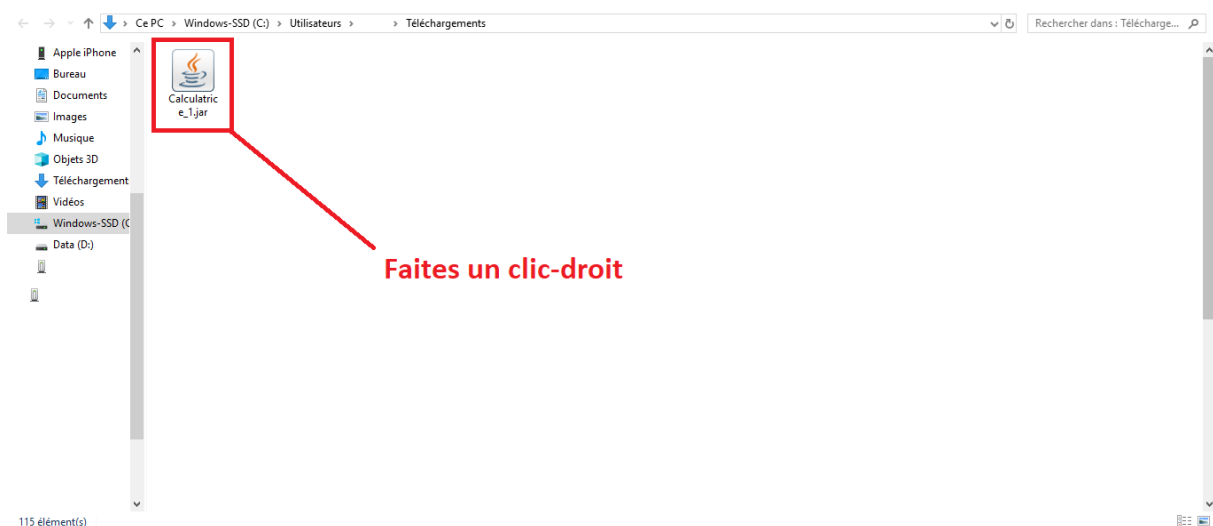 Ce PC > Windows-SSD (C:) > Utilisateurs > > Téléchargements
Rechercher dans : Télécharge...
Apple iPhone
Bureau
Documents
Images
Musique
Objets 3D
Téléchargement
Vidéos
Windows-SSD (C
Data (D:)
Calculatric
e_1.jar
Faites un clic-droit
115 élément(s)